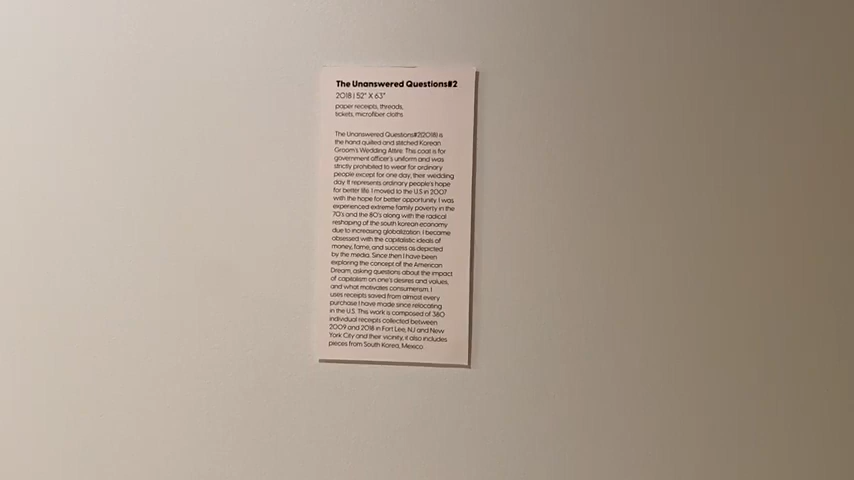 The Unanswered Questions#2
2018 | 52" X 63"
paper receipts, threads,
tickets, microfiber cloths
The Unanswered Questions#2(2018) is
the hand quilted and stitched Korean
Groom's Wedding Attire. This coat is for
government officer's uniform and was
strictly prohibited to wear for ordinary
people except for one day, their wedding
day. It represents ordinary people's hope
for better life. I moved to the U.S in 2007
with the hope for better opportunity. I was
experienced extreme family poverty in the
70's and the 80's along with the radical
reshaping of the south korean economy
due to increasing globalization. I became
obsessed with the capitalistic ideals of
money, fame, and success as depicted
by the media. Since then I have been
exploring the concept of the American
Dream, asking questions about the impact
of capitalism on one's desires and values,
and what motivates consumerism. I
uses receipts saved from almost every
purchase I have made since relocating
in the U.S. This work is composed of 380
individual receipts collected between
2009 and 2018 in Fort Lee, NJ and New
York City and their vicinity, it also includes
pieces from South Korea, Mexico.